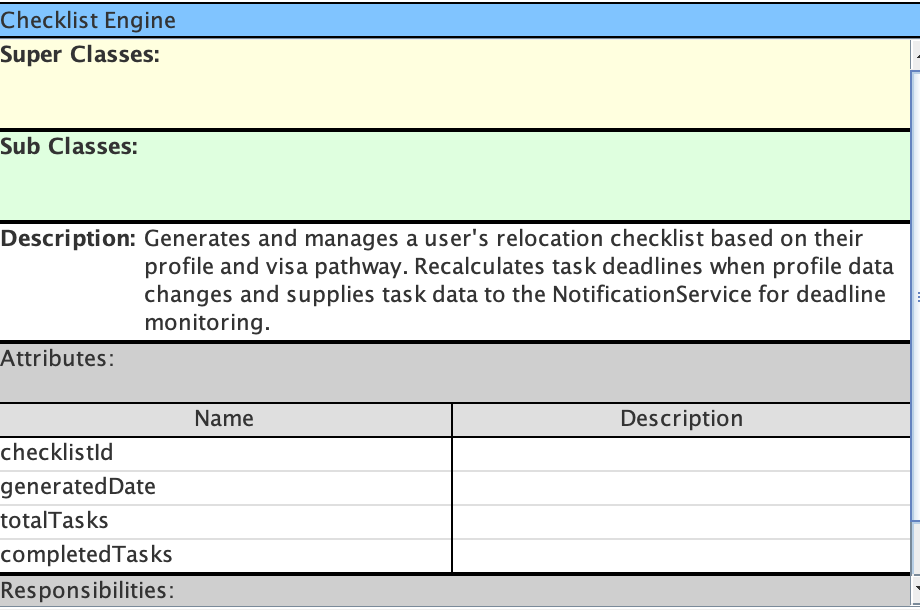 Checklist Engine
Super Classes:
Sub Classes:
Description: Generates and manages a user's relocation checklist based on their
profile and visa pathway. Recalculates task deadlines when profile data
changes and supplies task data to the NotificationService for deadline
monitoring.
Attributes:
Name Description
checklistId
generatedDate
totalTasks
completedTasks
Responsibilities: